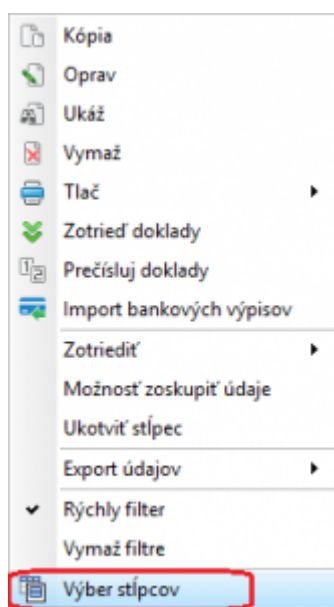 Kópia
Oprav
Ukáž
Vymaž
Tlač
Zotrieď doklady
Prečísluj doklady
Import bankových výpisov
Zotriediť
Možnosť zoskupiť údaje
Ukotviť stĺpec
Export údajov
Rýchly filter
Vymaž filtre
Výber stĺpcov